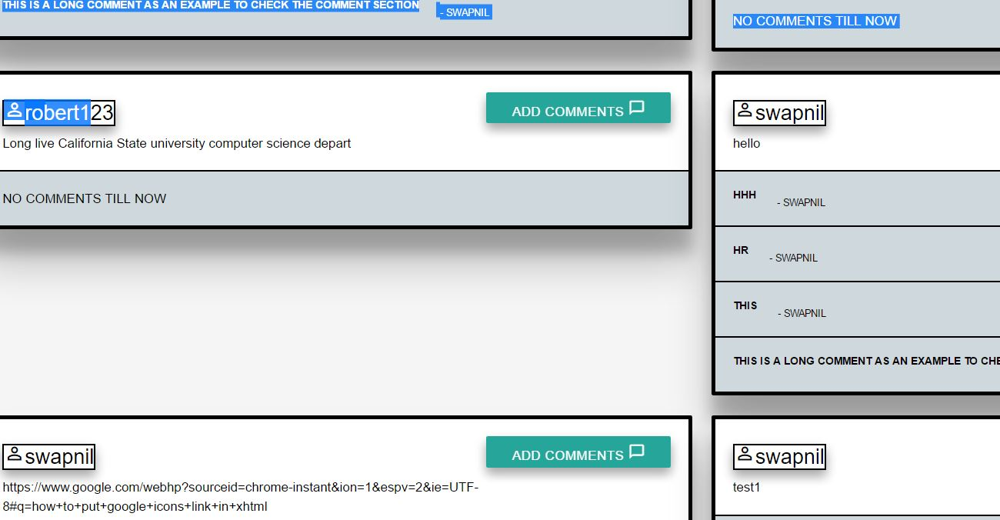 THIS IS A LONG COMMENT AS AN EXAMPLE TO CHECK THE COMMENT SECTION - SWAPNIL
NO COMMENTS TILL NOW
robert123
ADD COMMENTS
Long live California State university computer science depart
NO COMMENTS TILL NOW
swapnil
hello
HHH - SWAPNIL
HR - SWAPNIL
THIS - SWAPNIL
THIS IS A LONG COMMENT AS AN EXAMPLE TO CHE
swapnil
ADD COMMENTS
https://www.google.com/webhp?sourceid=chrome-instant&ion=1&espv=2&ie=UTF-
8#q=how+to+put+google+icons+link+in+xhtml
swapnil
test1